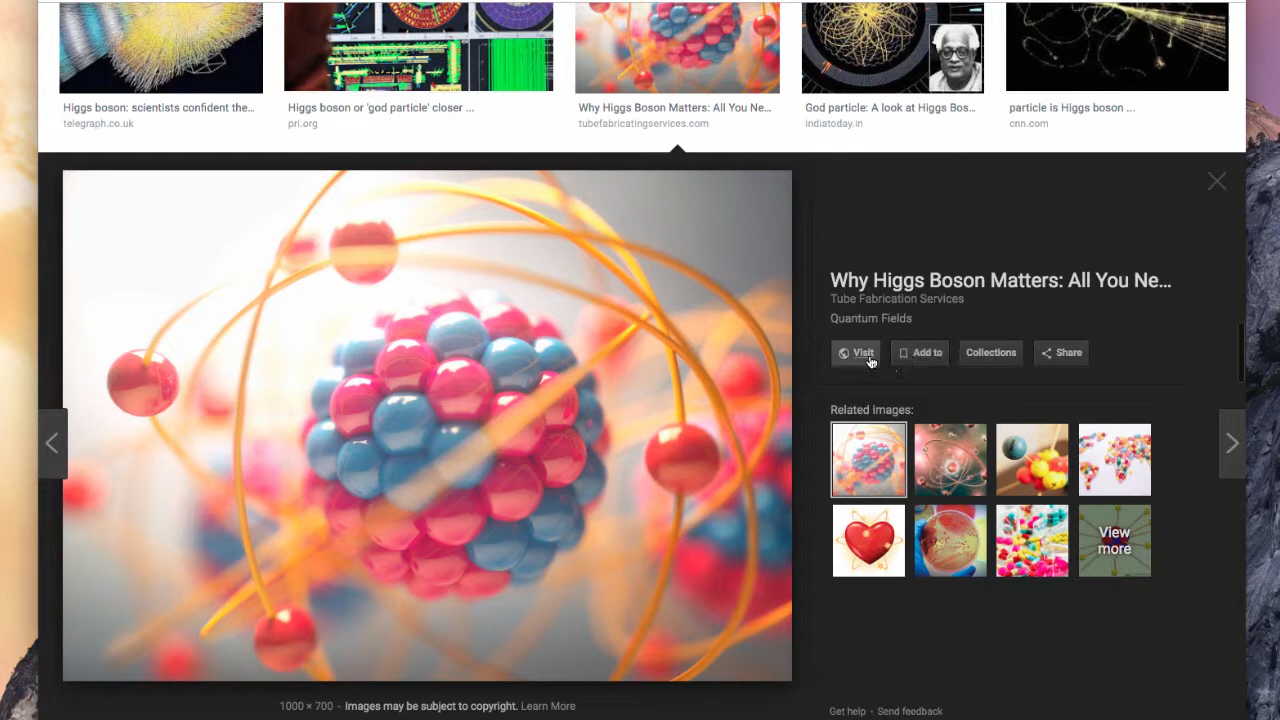 Higgs boson: scientists confident the...
telegraph.co.uk
Higgs boson or 'god particle' closer ...
pri.org
Why Higgs Boson Matters: All You Ne...
tubefabricatingservices.com
God particle: A look at Higgs Bos...
indiatoday.in
particle is Higgs boson ...
cnn.com
Why Higgs Boson Matters: All You Ne...
Tube Fabrication Services
Quantum Fields
Visit
Add to
Collections
Share
Related images:
View
more
1000 × 700 - Images may be subject to copyright. Learn More
Get help - Send feedback